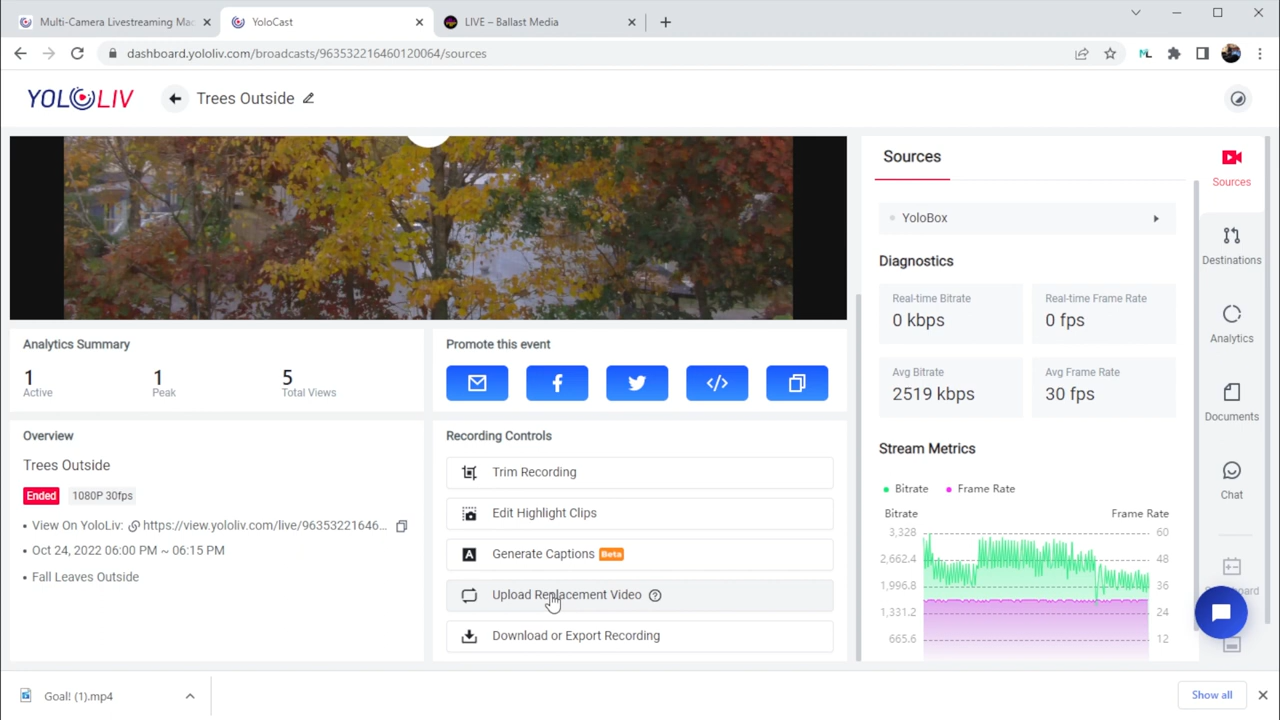 Multi-Camera Livestreaming Mac
YoloCast
LIVE – Ballast Media
dashboard.yololiv.com/broadcasts/963532216460120064/sources
YOLOLIV
Trees Outside
Sources
Sources
YoloBox
Destinations
Diagnostics
Real-time Bitrate
0 kbps
Real-time Frame Rate
0 fps
Analytics
Avg Bitrate
2519 kbps
Avg Frame Rate
30 fps
Documents
Stream Metrics
Chat
Bitrate
Frame Rate
Bitrate
Frame Rate
3,328
60
2,662.4
48
1,996.8
36
1,331.2
24
665.6
12
Analytics Summary
1
Active
1
Peak
5
Total Views
Promote this event
Overview
Trees Outside
Ended
1080P 30fps
• View On YoloLiv: https://view.yololiv.com/live/96353221646...
• Oct 24, 2022 06:00 PM ~ 06:15 PM
• Fall Leaves Outside
Recording Controls
Trim Recording
Edit Highlight Clips
Generate Captions Beta
Upload Replacement Video
Download or Export Recording
Goal! (1).mp4
Show all